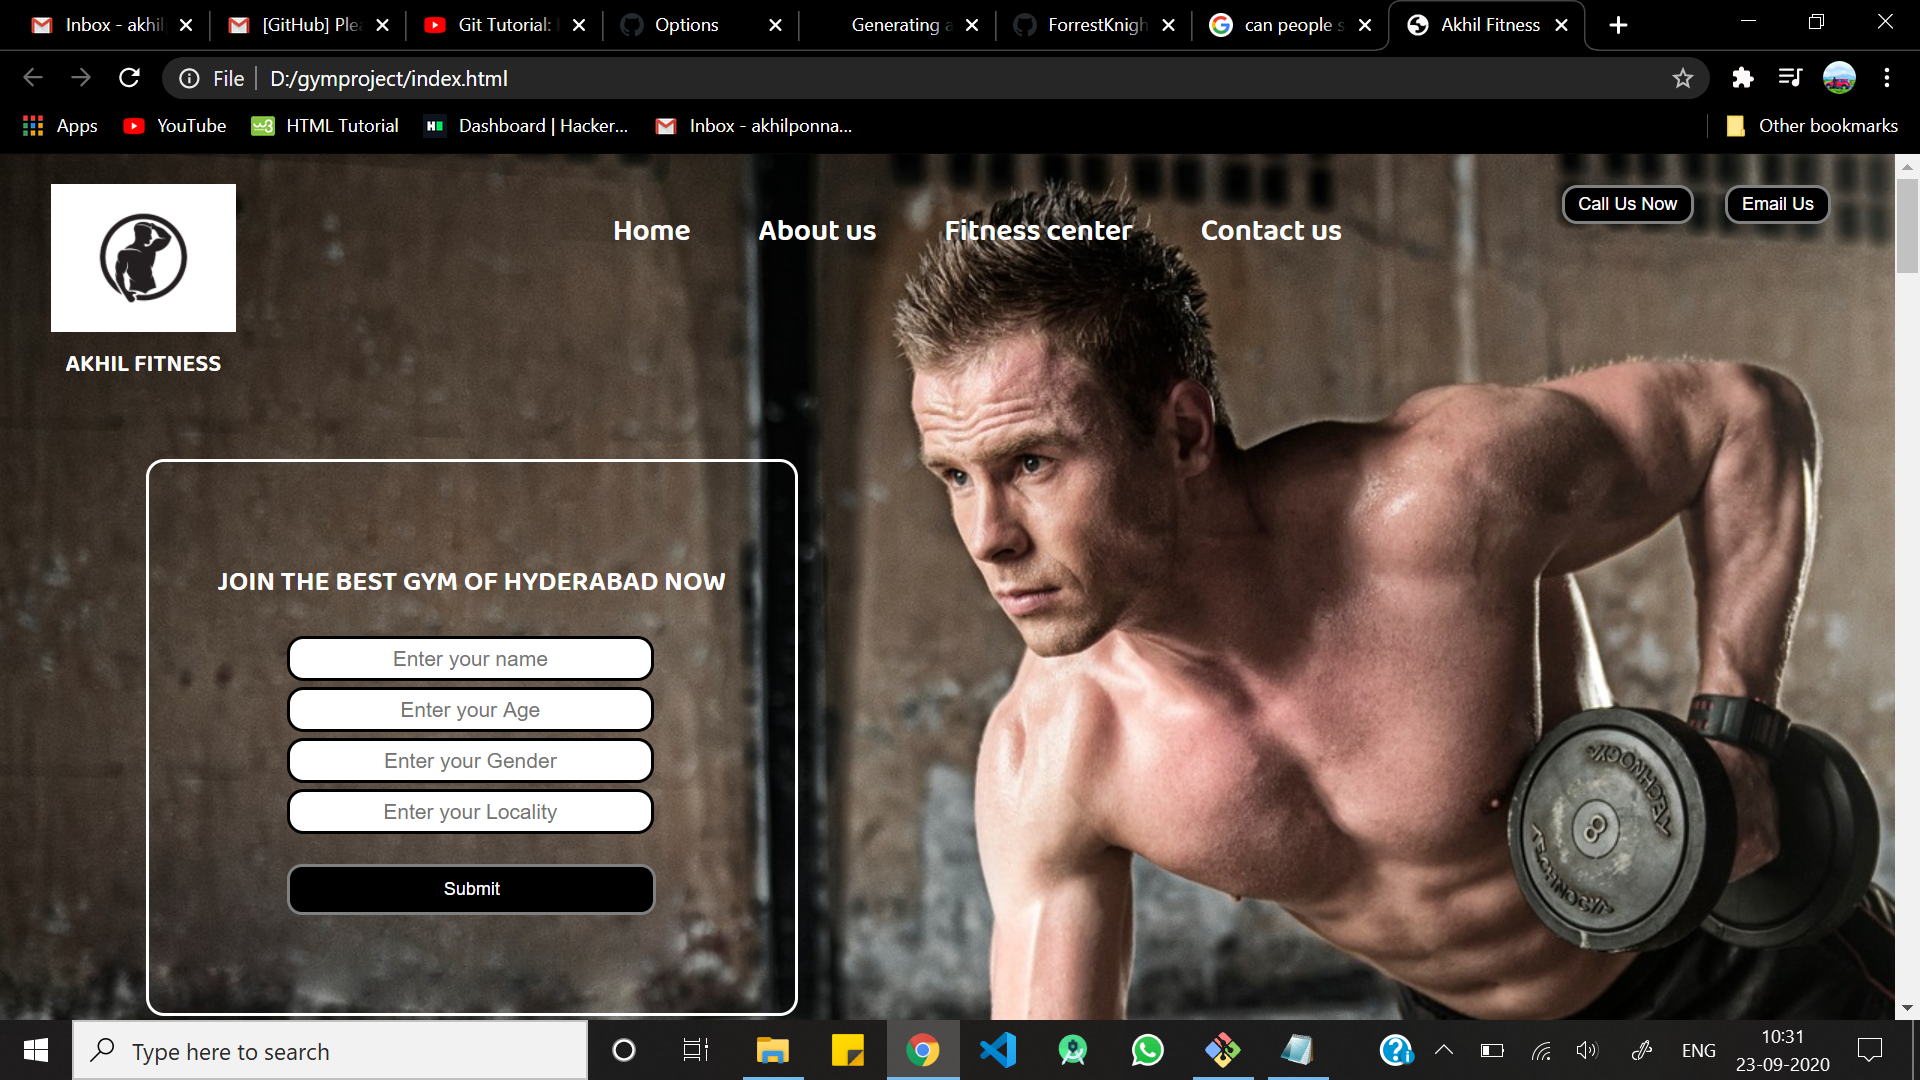 Inbox - akhil
[GitHub] Ple
Git Tutorial:
Options
Generating a
ForrestKnigh
can people s
Akhil Fitness
File
D:/gymproject/index.html
Apps
YouTube
HTML Tutorial
Dashboard | Hacker...
Inbox - akhilponna...
Other bookmarks
Home
About us
Fitness center
Contact us
Call Us Now
Email Us
AKHIL FITNESS
JOIN THE BEST GYM OF HYDERABAD NOW
Enter your name
Enter your Age
Enter your Gender
Enter your Locality
Submit
TECHNOGYM
8
TECHNOGYM
Type here to search
ENG
10:31
23-09-2020